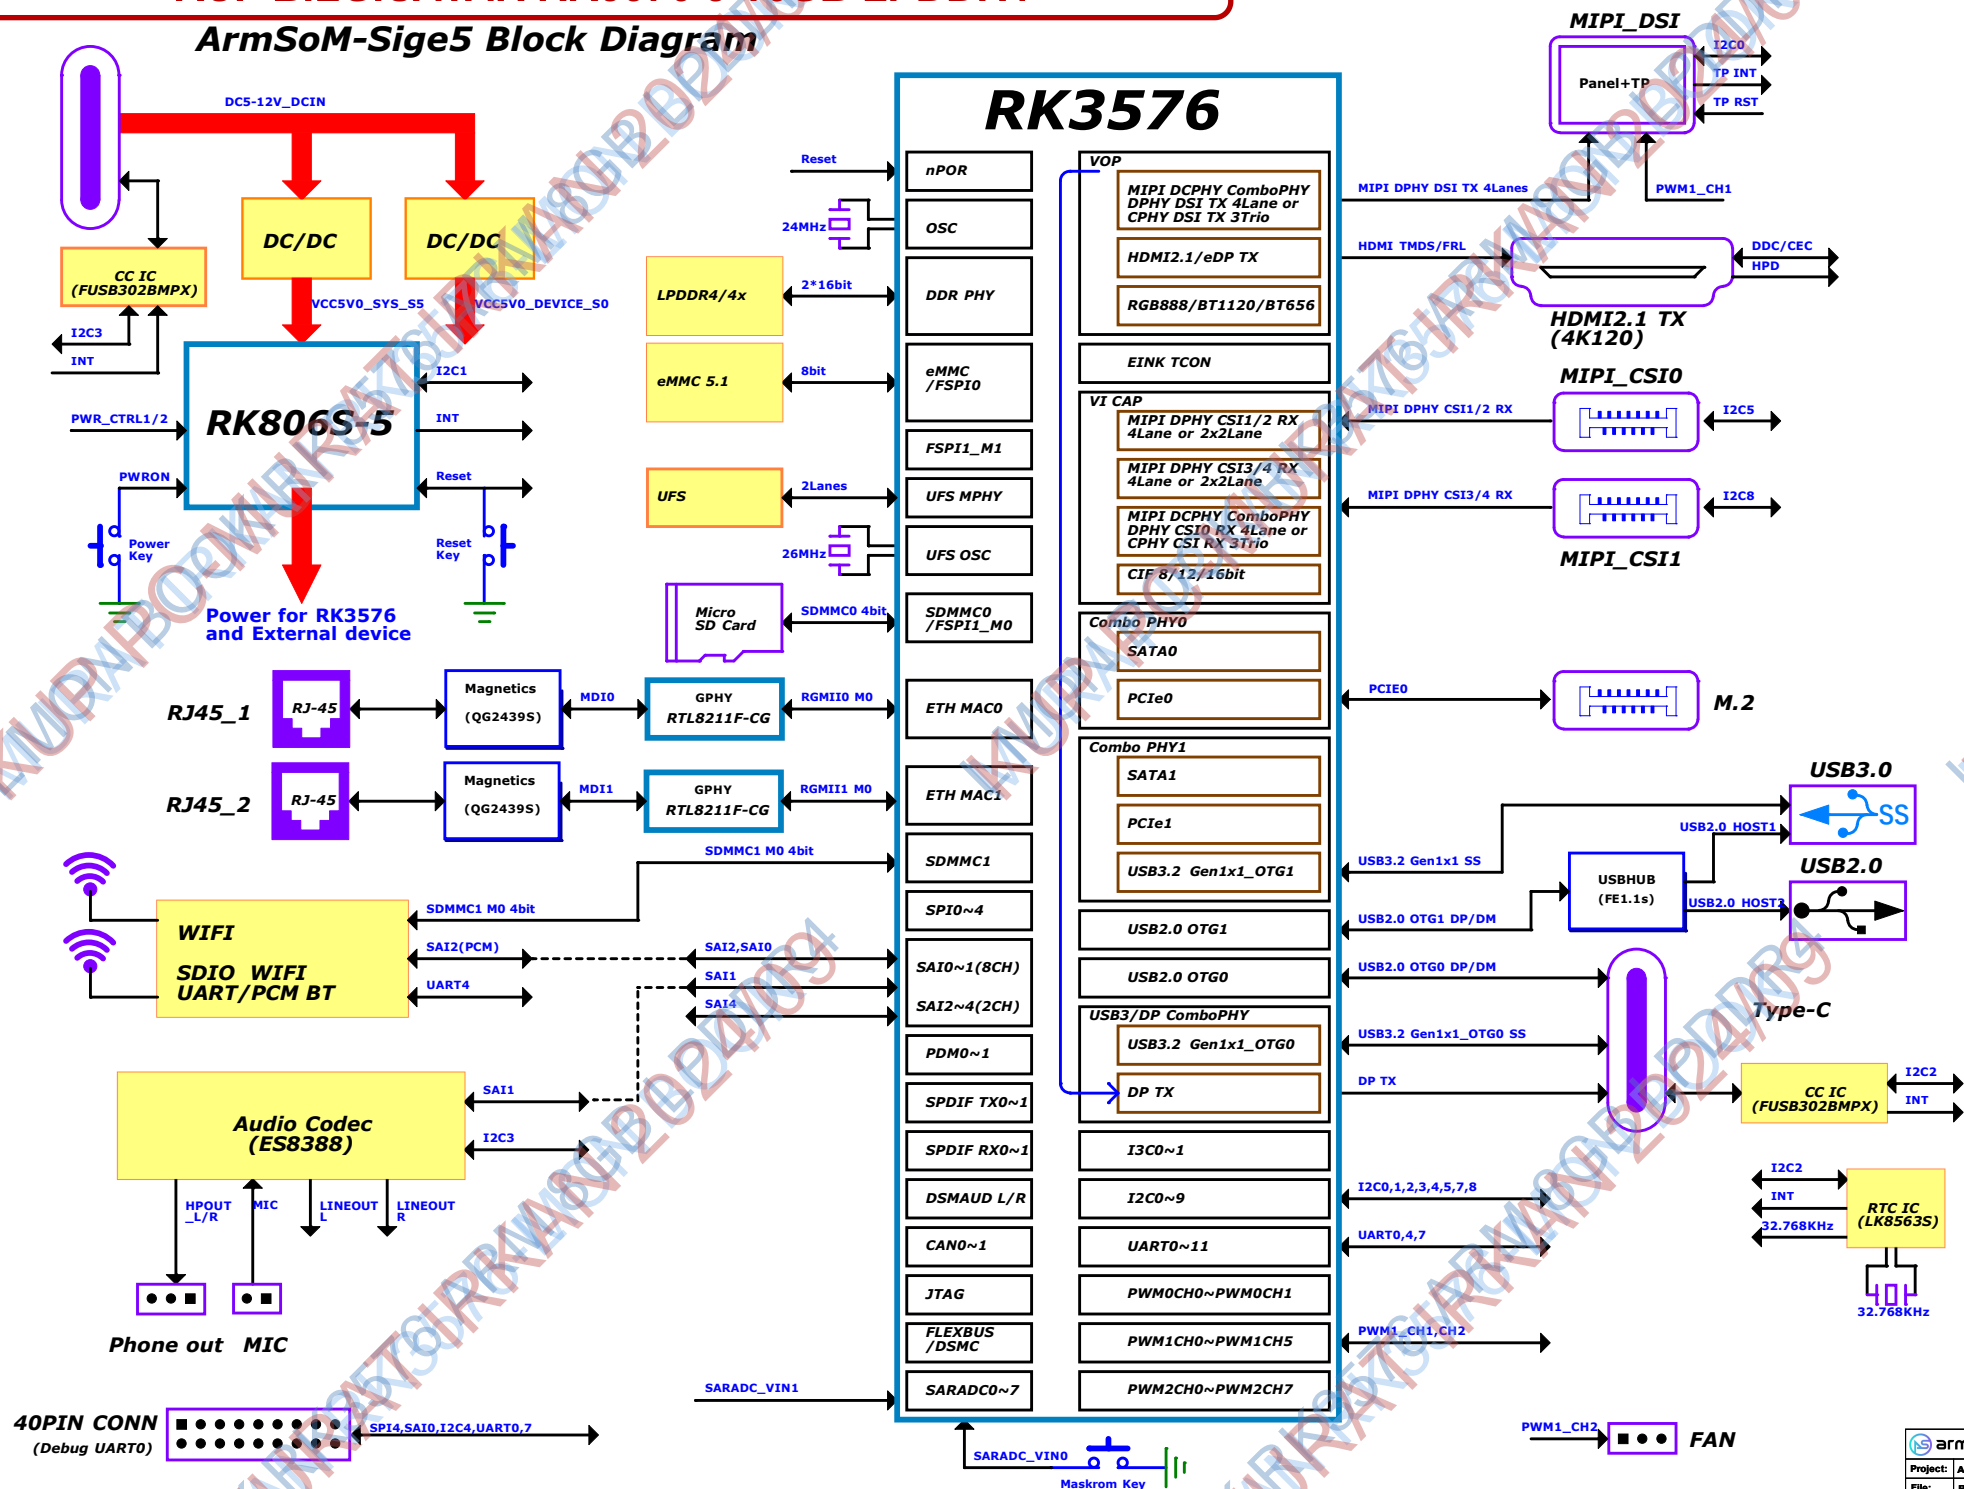 ArmSoM-Sige5 Block Diagram
DC5-12V_DCIN
DC/DC
DC/DC
CC IC
(FUSB302BMPX)
VCC5V0_SYS_S5
VCC5V0_DEVICE_S0
I2C3
INT
RK806S-5
PWR_CTRL1/2
PWRON
I2C1
INT
Reset
Power
Key
Reset
Key
Power for RK3576
and External device
RJ45_1
RJ-45
Magnetics
(QG2439S)
MDI0
GPHY
RTL8211F-CG
RGMII0 M0
RJ45_2
RJ-45
Magnetics
(QG2439S)
MDI1
GPHY
RTL8211F-CG
RGMII1 M0
SDMMC1 M0 4bit
WIFI
SDIO WIFI
UART/PCM BT
SDMMC1 M0 4bit
SAI2(PCM)
UART4
SAI2,SAI0
SAI1
SAI4
Audio Codec
(ES8388)
SAI1
I2C3
HPOUT
_L/R
MIC
LINEOUT
L
LINEOUT
R
Phone out
MIC
40PIN CONN
(Debug UART0)
SPI4,SAI0,I2C4,UART0,7
Reset
24MHz
LPDDR4/4x
2*16bit
eMMC 5.1
8bit
UFS
2Lanes
26MHz
Micro
SD Card
SDMMC0 4bit
SARADC_VIN1
SARADC_VIN0
Maskrom Key
RK3576
nPOR
OSC
DDR PHY
eMMC
/FSPI0
FSPI1_M1
UFS MPHY
UFS OSC
SDMMC0
/FSPI1_M0
ETH MAC0
ETH MAC1
SDMMC1
SPI0~4
SAI0~1(8CH)
SAI2~4(2CH)
PDM0~1
SPDIF TX0~1
SPDIF RX0~1
DSMAUD L/R
CAN0~1
JTAG
FLEXBUS
/DSMC
SARADC0~7
VOP
MIPI DCPHY ComboPHY
DPHY DSI TX 4Lane or
CPHY DSI TX 3Trio
HDMI2.1/eDP TX
RGB888/BT1120/BT656
EINK TCON
VI CAP
MIPI DPHY CSI1/2 RX
4Lane or 2x2Lane
MIPI DPHY CSI3/4 RX
4Lane or 2x2Lane
MIPI DCPHY ComboPHY
DPHY CSI0 RX 4Lane or
CPHY CSI RX 3Trio
CIF 8/12/16bit
Combo PHY0
SATA0
PCIe0
Combo PHY1
SATA1
PCIe1
USB3.2 Gen1x1_OTG1
USB2.0 OTG1
USB2.0 OTG0
USB3/DP ComboPHY
USB3.2 Gen1x1_OTG0
DP TX
I3C0~1
I2C0~9
UART0~11
PWM0CH0~PWM0CH1
PWM1CH0~PWM1CH5
PWM2CH0~PWM2CH7
MIPI_DSI
Panel+TP
I2C0
TP INT
TP RST
MIPI DPHY DSI TX 4Lanes
PWM1_CH1
HDMI TMDS/FRL
DDC/CEC
HPD
HDMI2.1 TX
(4K120)
MIPI_CSI0
MIPI DPHY CSI1/2 RX
I2C5
MIPI DPHY CSI3/4 RX
I2C8
MIPI_CSI1
PCIE0
M.2
USB3.0
SS
USB2.0 HOST1
USB3.2 Gen1x1 SS
USBHUB
(FE1.1s)
USB2.0
USB2.0 HOST2
USB2.0 OTG1 DP/DM
USB2.0 OTG0 DP/DM
Type-C
USB3.2 Gen1x1_OTG0 SS
DP TX
CC IC
(FUSB302BMPX)
I2C2
INT
I2C0,1,2,3,4,5,7,8
UART0,4,7
I2C2
INT
32.768KHz
RTC IC
(LK8563S)
32.768KHz
PWM1_CH1,CH2
PWM1_CH2
FAN
Project:
File: